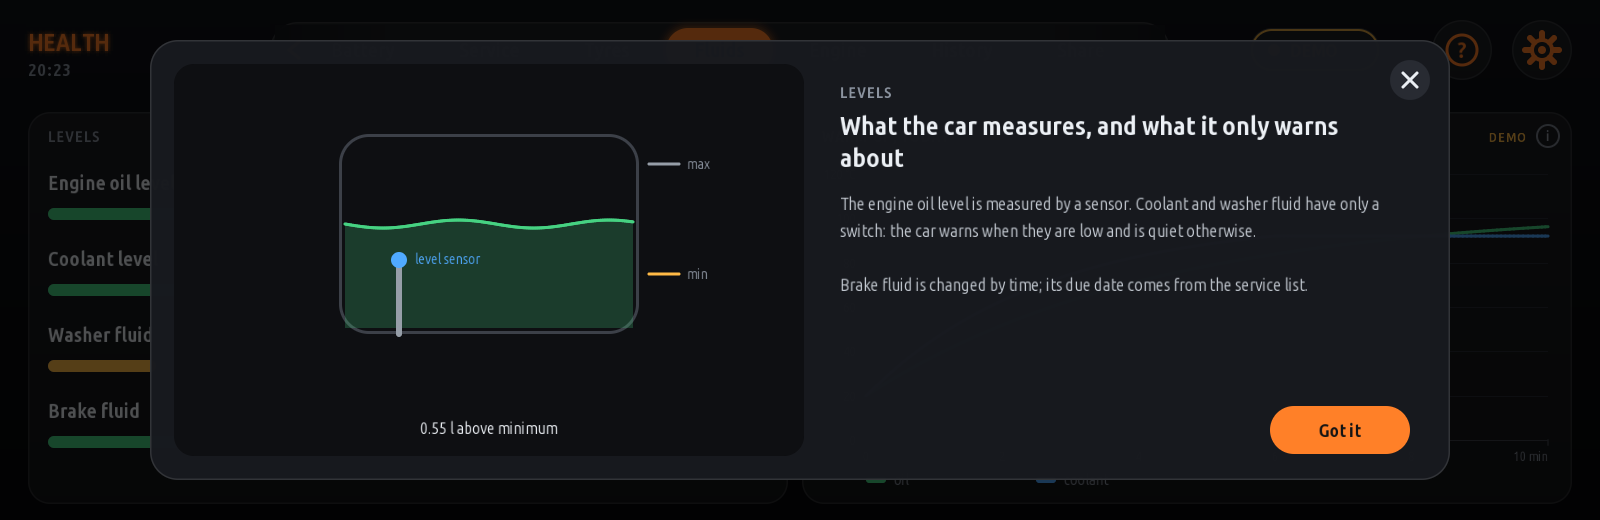 HEALTH
20:23
?
LEVELS
Engine oil le
Coolant leve
Washer fluid
Brake fluid
max
level sensor
min
0.55 l above minimum
LEVELS
What the car measures, and what it only warns
about
The engine oil level is measured by a sensor. Coolant and washer fluid have only a
switch: the car warns when they are low and is quiet otherwise.
Brake fluid is changed by time; its due date comes from the service list.
Got it
DEMO
i
10 min
oil
coolant